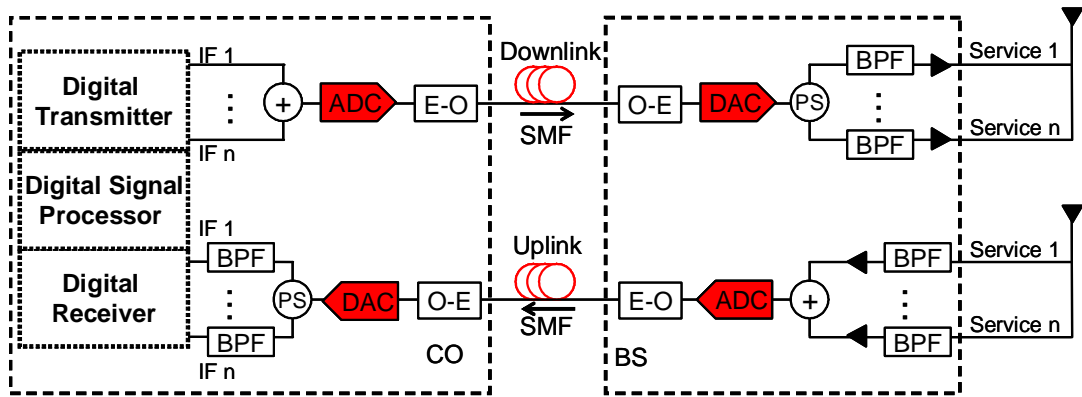 Digital
Transmitter
Digital Signal
Processor
Digital
Receiver
IF 1
IF n
+
ADC
E-O
Downlink
SMF
O-E
DAC
PS
BPF
BPF
Service 1
Service n
IF 1
BPF
BPF
IF n
PS
DAC
O-E
CO
Uplink
SMF
E-O
ADC
+
BPF
BPF
Service 1
Service n
BS